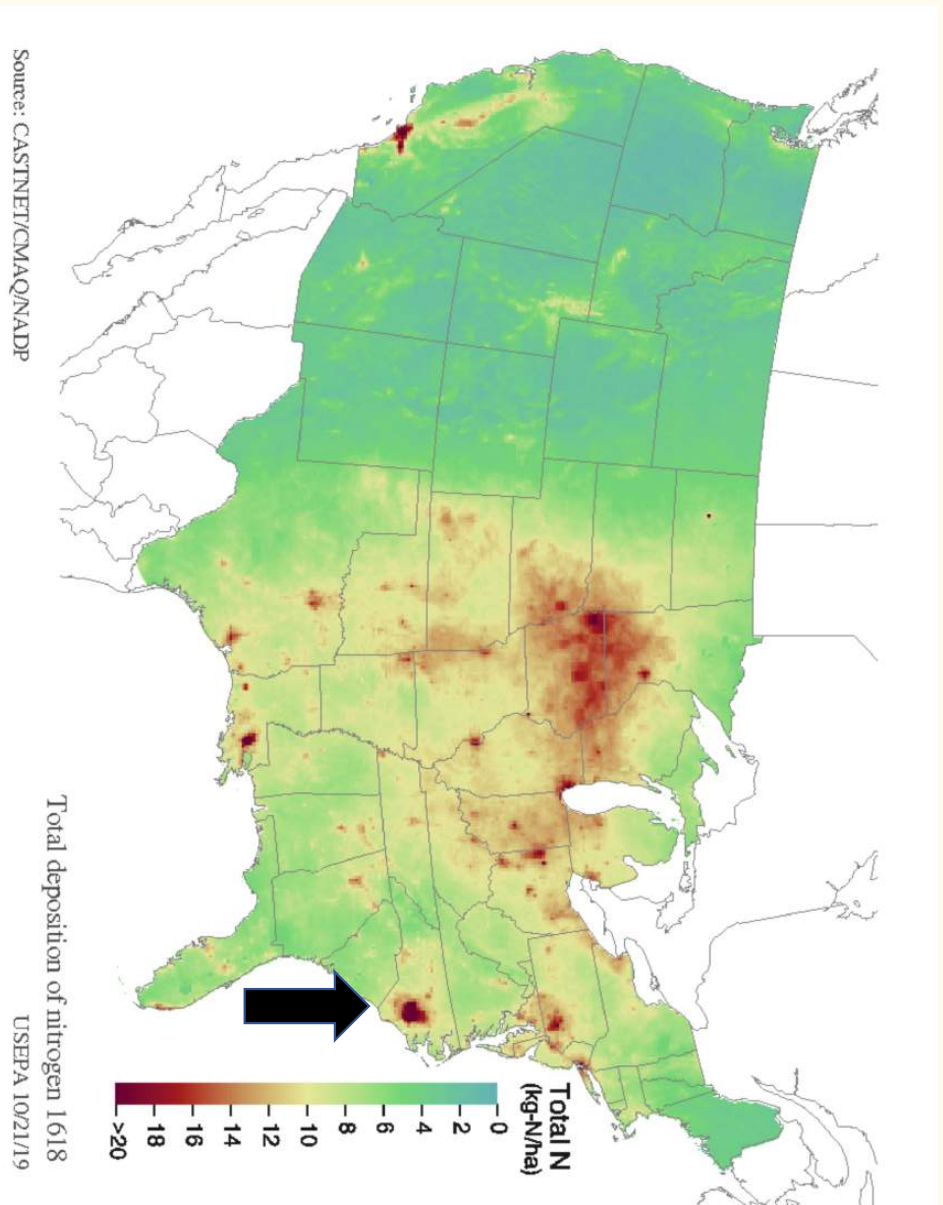 Total N
(kg-N/ha)
0
2
4
6
8
10
12
14
16
18
>20
Total deposition of nitrogen 1618
Source: CASTNET/CMAQ/NADP
USEPA 10/21/19